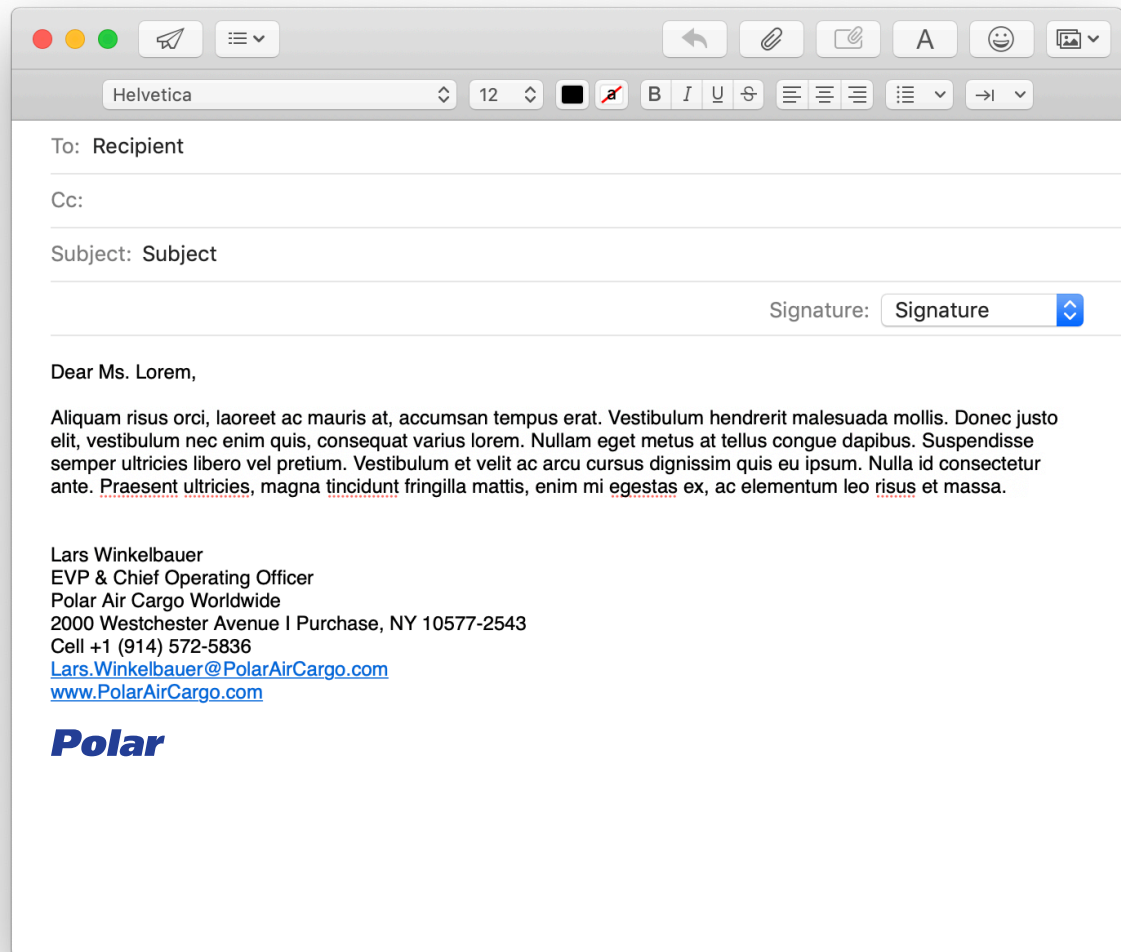 Helvetica
12
a
B I U S
A
To: Recipient
Cc:
Subject: Subject
Signature: Signature
Dear Ms. Lorem,
Aliquam risus orci, laoreet ac mauris at, accumsan tempus erat. Vestibulum hendrerit malesuada mollis. Donec justo
elit, vestibulum nec enim quis, consequat varius lorem. Nullam eget metus at tellus congue dapibus. Suspendisse
semper ultricies libero vel pretium. Vestibulum et velit ac arcu cursus dignissim quis eu ipsum. Nulla id consectetur
ante. Praesent ultricies, magna tincidunt fringilla mattis, enim mi egestas ex, ac elementum leo risus et massa.
Lars Winkelbauer
EVP & Chief Operating Officer
Polar Air Cargo Worldwide
2000 Westchester Avenue I Purchase, NY 10577-2543
Cell +1 (914) 572-5836
Lars.Winkelbauer@PolarAirCargo.com
www.PolarAirCargo.com
Polar